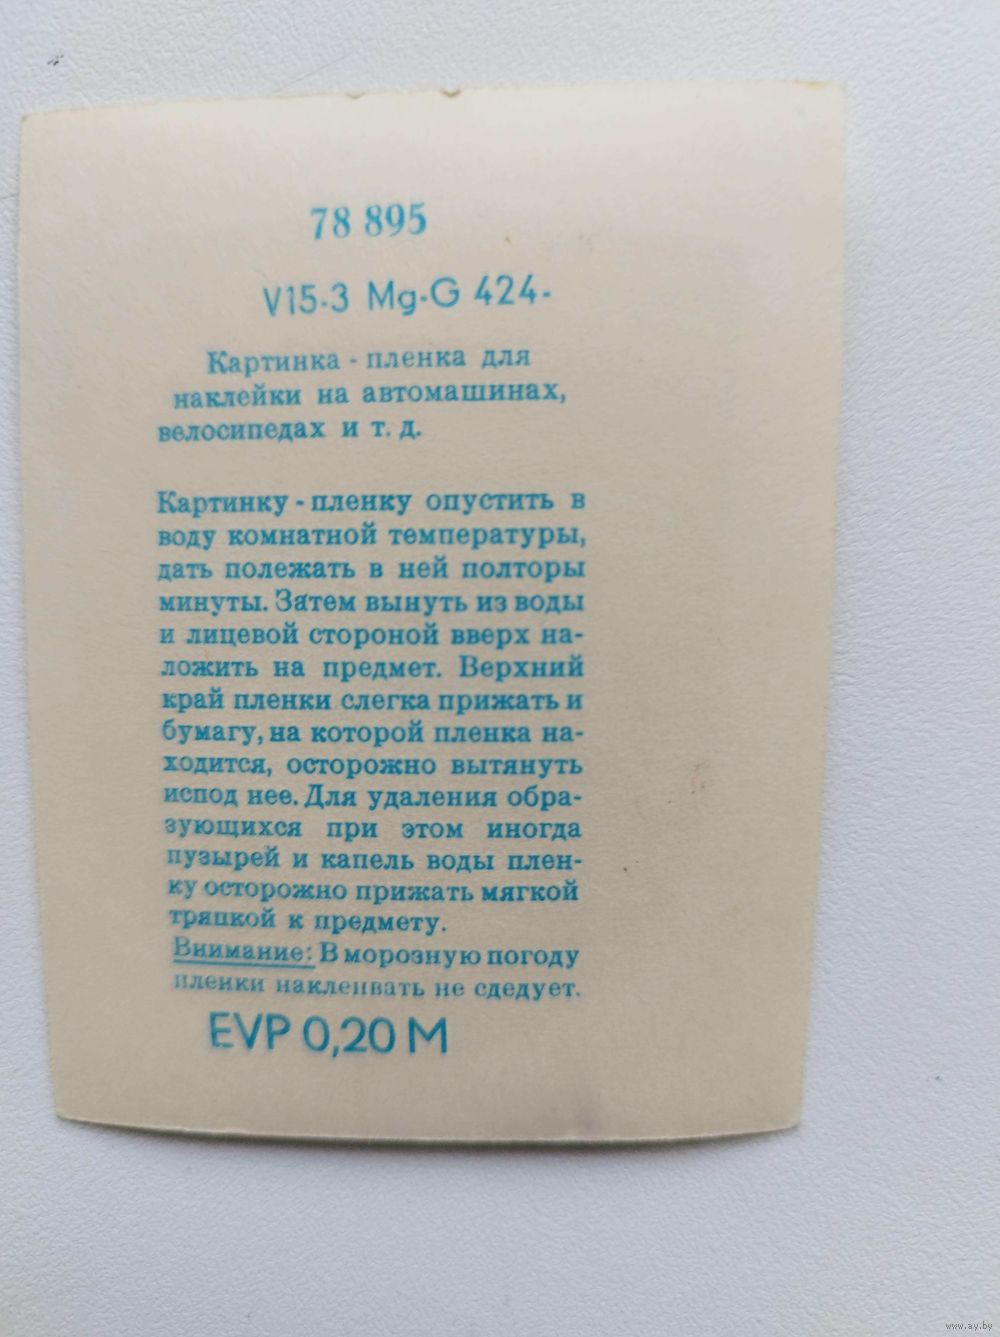 78 895
V15-3 Mg-G 424-
Картинка - пленка для
наклейки на автомашинах,
велосипедах и т. д.
Картинку - пленку опустить в
воду комнатной температуры,
дать полежать в ней полторы
минуты. Затем вынуть из воды
и лицевой стороной вверх на-
ложить на предмет. Верхний
край пленки слегка прижать и
бумагу, на которой пленка на-
ходится, осторожно вытянуть
испод нее. Для удаления обра-
зующихся при этом иногда
пузырей и капель воды плен-
ку осторожно прижать мягкой
тряпкой к предмету.
Внимание: В морозную погоду
пленки наклеивать не сдедует.
EVP 0,20 M
www.ay.by